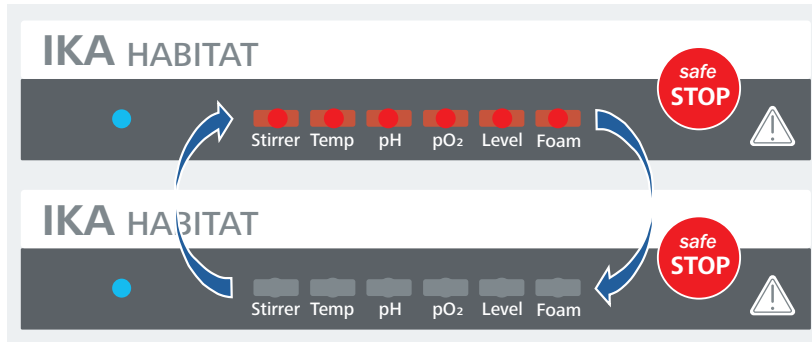 IKA HABITAT
safe
STOP
Stirrer Temp pH pO₂ Level Foam
IKA HABITAT
safe
STOP
Stirrer Temp pH pO₂ Level Foam